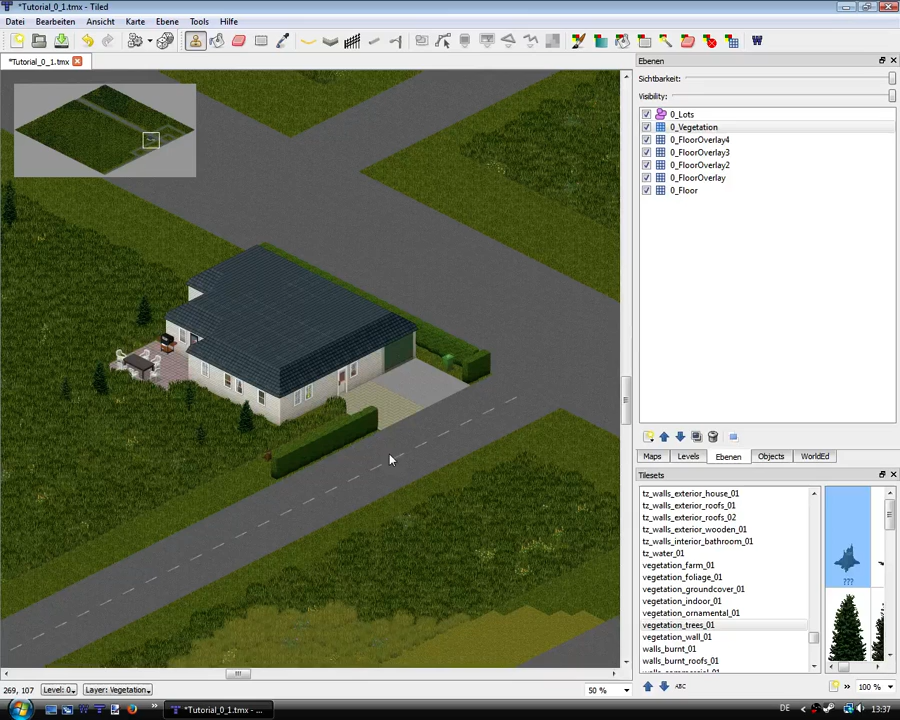 *Tutorial_0_1.tmx - Tiled
Datei Bearbeiten Ansicht Karte Ebene Tools Hilfe
*Tutorial_0_1.tmx
Ebenen
Sichtbarkeit:
Visibility:
0_Lots
0_Vegetation
0_FloorOverlay4
0_FloorOverlay3
0_FloorOverlay2
0_FloorOverlay
0_Floor
Maps Levels Ebenen Objects WorldEd
Tilesets
tz_walls_exterior_house_01
tz_walls_exterior_roofs_01
tz_walls_exterior_roofs_02
tz_walls_exterior_wooden_01
tz_walls_interior_bathroom_01
tz_water_01
vegetation_farm_01
vegetation_foliage_01
vegetation_groundcover_01
vegetation_indoor_01
vegetation_ornamental_01
vegetation_trees_01
vegetation_wall_01
walls_burnt_01
walls_burnt_roofs_01
???
ABC
100 %
269, 107 Level: 0 Layer: Vegetation 50 %
*Tutorial_0_1.tmx - ...
DE 13:37